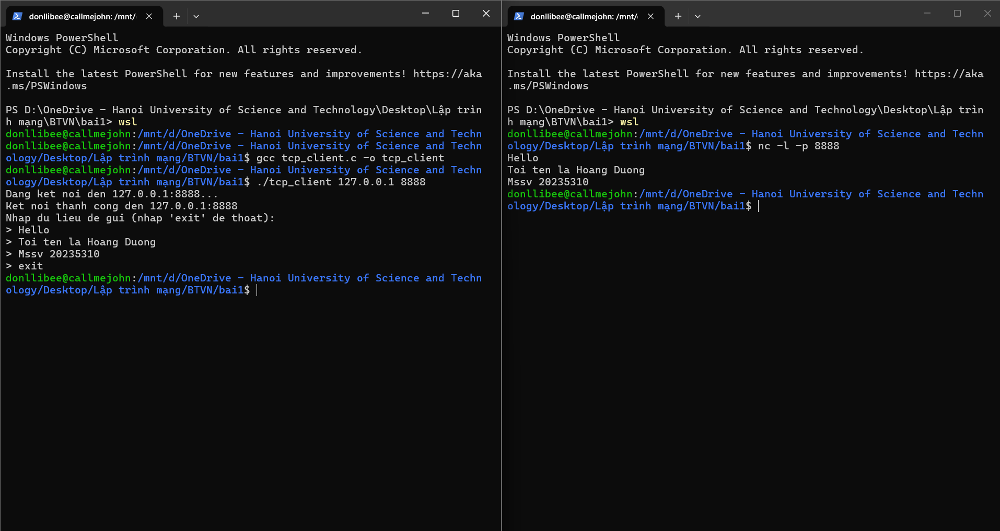 donllibee@callmejohn: /mnt/
Windows PowerShell
Copyright (C) Microsoft Corporation. All rights reserved.
Install the latest PowerShell for new features and improvements! https://aka
.ms/PSWindows
PS D:\OneDrive - Hanoi University of Science and Technology\Desktop\Lập trìn
h mạng\BTVN\bai1> wsl
donllibee@callmejohn:/mnt/d/OneDrive - Hanoi University of Science and Techn
donllibee@callmejohn:/mnt/d/OneDrive - Hanoi University of Science and Techn
ology/Desktop/Lập trình mạng/BTVN/bai1$ gcc tcp_client.c -o tcp_client
donllibee@callmejohn:/mnt/d/OneDrive - Hanoi University of Science and Techn
ology/Desktop/Lập trình mạng/BTVN/bai1$ ./tcp_client 127.0.0.1 8888
Dang ket noi den 127.0.0.1:8888...
Ket noi thanh cong den 127.0.0.1:8888
Nhap du lieu de gui (nhap 'exit' de thoat):
> Hello
> Toi ten la Hoang Duong
> Mssv 20235310
> exit
donllibee@callmejohn:/mnt/d/OneDrive - Hanoi University of Science and Techn
ology/Desktop/Lập trình mạng/BTVN/bai1$
donllibee@callmejohn: /mnt/
Windows PowerShell
Copyright (C) Microsoft Corporation. All rights reserved.
Install the latest PowerShell for new features and improvements! https://aka
.ms/PSWindows
PS D:\OneDrive - Hanoi University of Science and Technology\Desktop\Lập trìn
h mạng\BTVN\bai1> wsl
donllibee@callmejohn:/mnt/d/OneDrive - Hanoi University of Science and Techn
ology/Desktop/Lập trình mạng/BTVN/bai1$ nc -l -p 8888
Hello
Toi ten la Hoang Duong
Mssv 20235310
donllibee@callmejohn:/mnt/d/OneDrive - Hanoi University of Science and Techn
ology/Desktop/Lập trình mạng/BTVN/bai1$